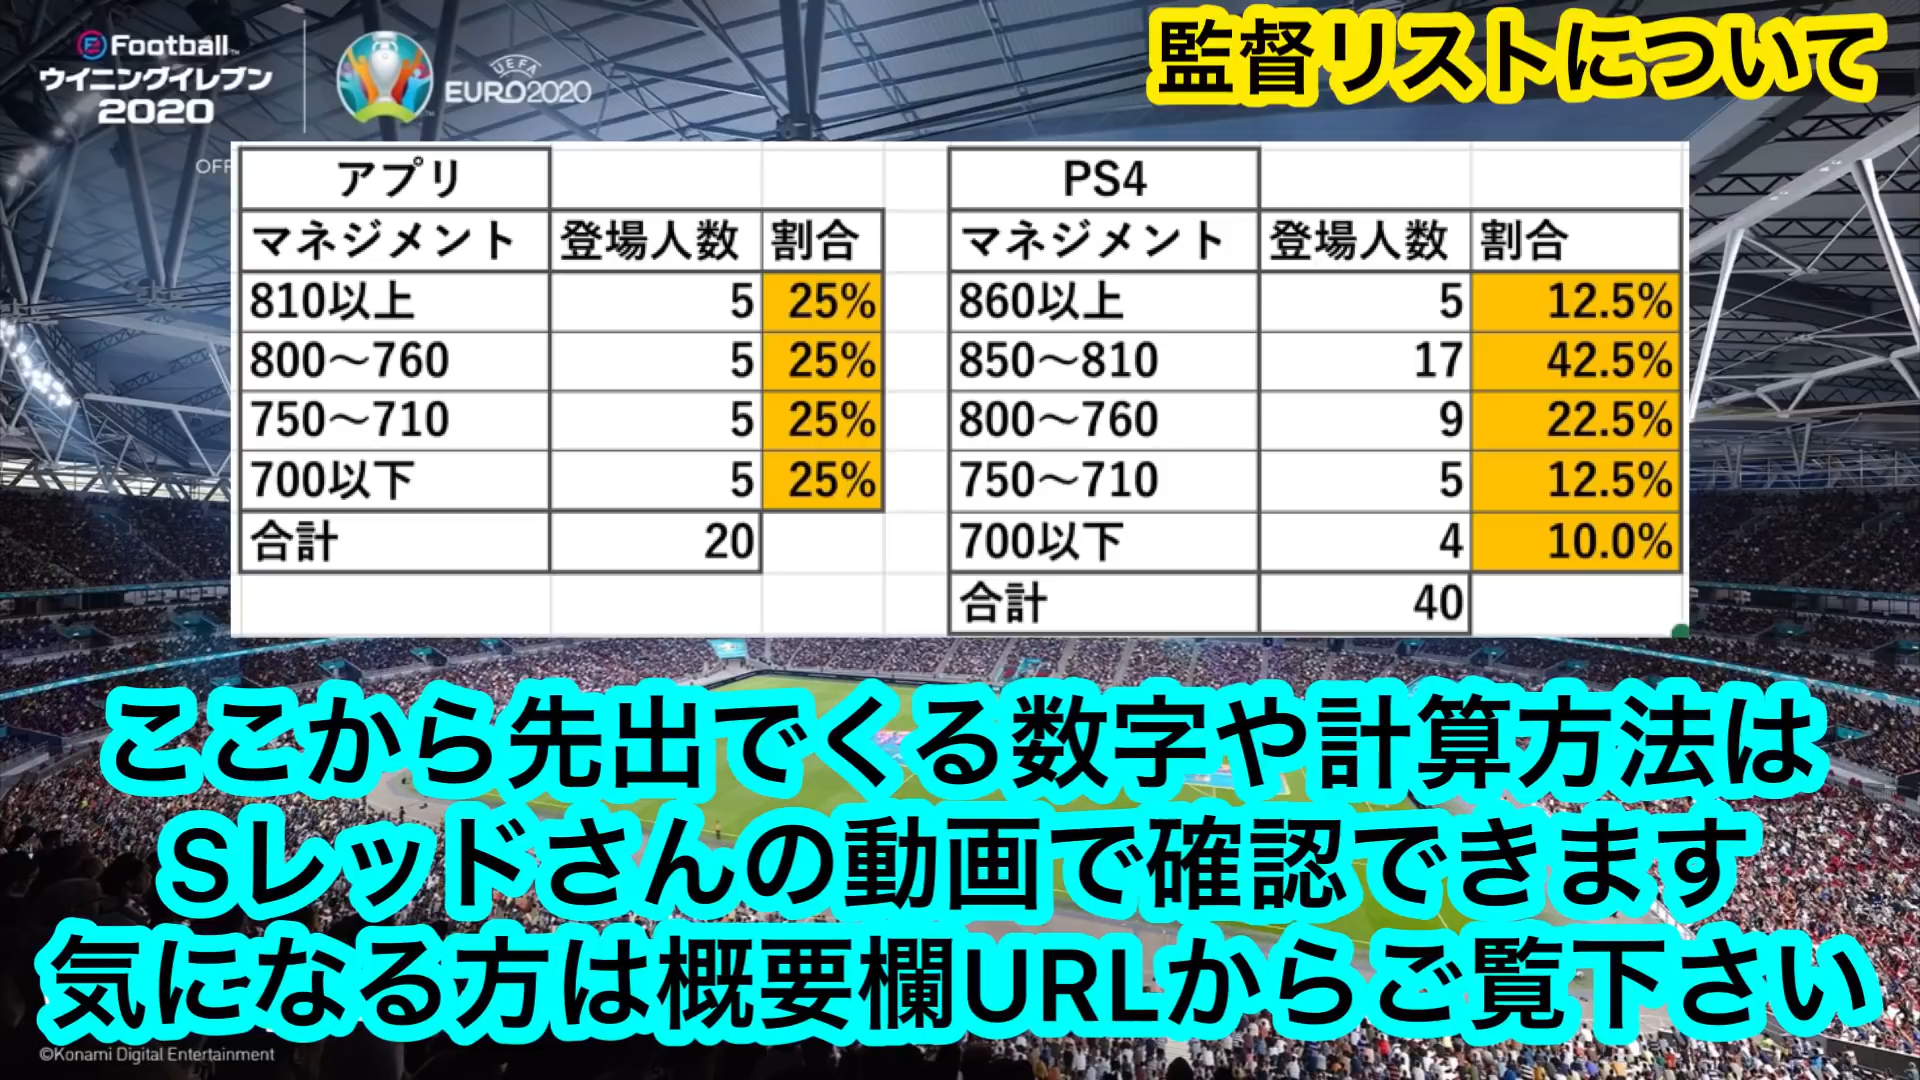 eFootball™
ウイニングイレブン
2020
UEFA
EURO2020
™
監督リストについて
OFF
アプリ
マネジメント 登場人数 割合
810以上 5 25%
800～760 5 25%
750～710 5 25%
700以下 5 25%
合計 20
PS4
マネジメント 登場人数 割合
860以上 5 12.5%
850～810 17 42.5%
800～760 9 22.5%
750～710 5 12.5%
700以下 4 10.0%
合計 40
ここから先出でくる数字や計算方法は
Sレッドさんの動画で確認できます
気になる方は概要欄URLからご覧下さい
©Konami Digital Entertainment